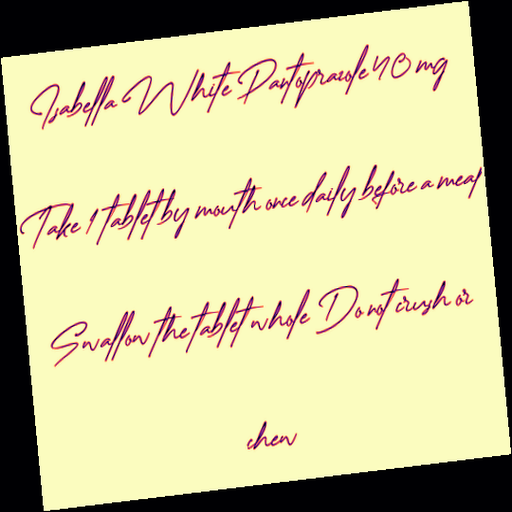 Isabella White Pantoprazole 40 mg
Take 1 tablet by mouth once daily before a meal
Swallow the tablet whole Do not crush or
chew